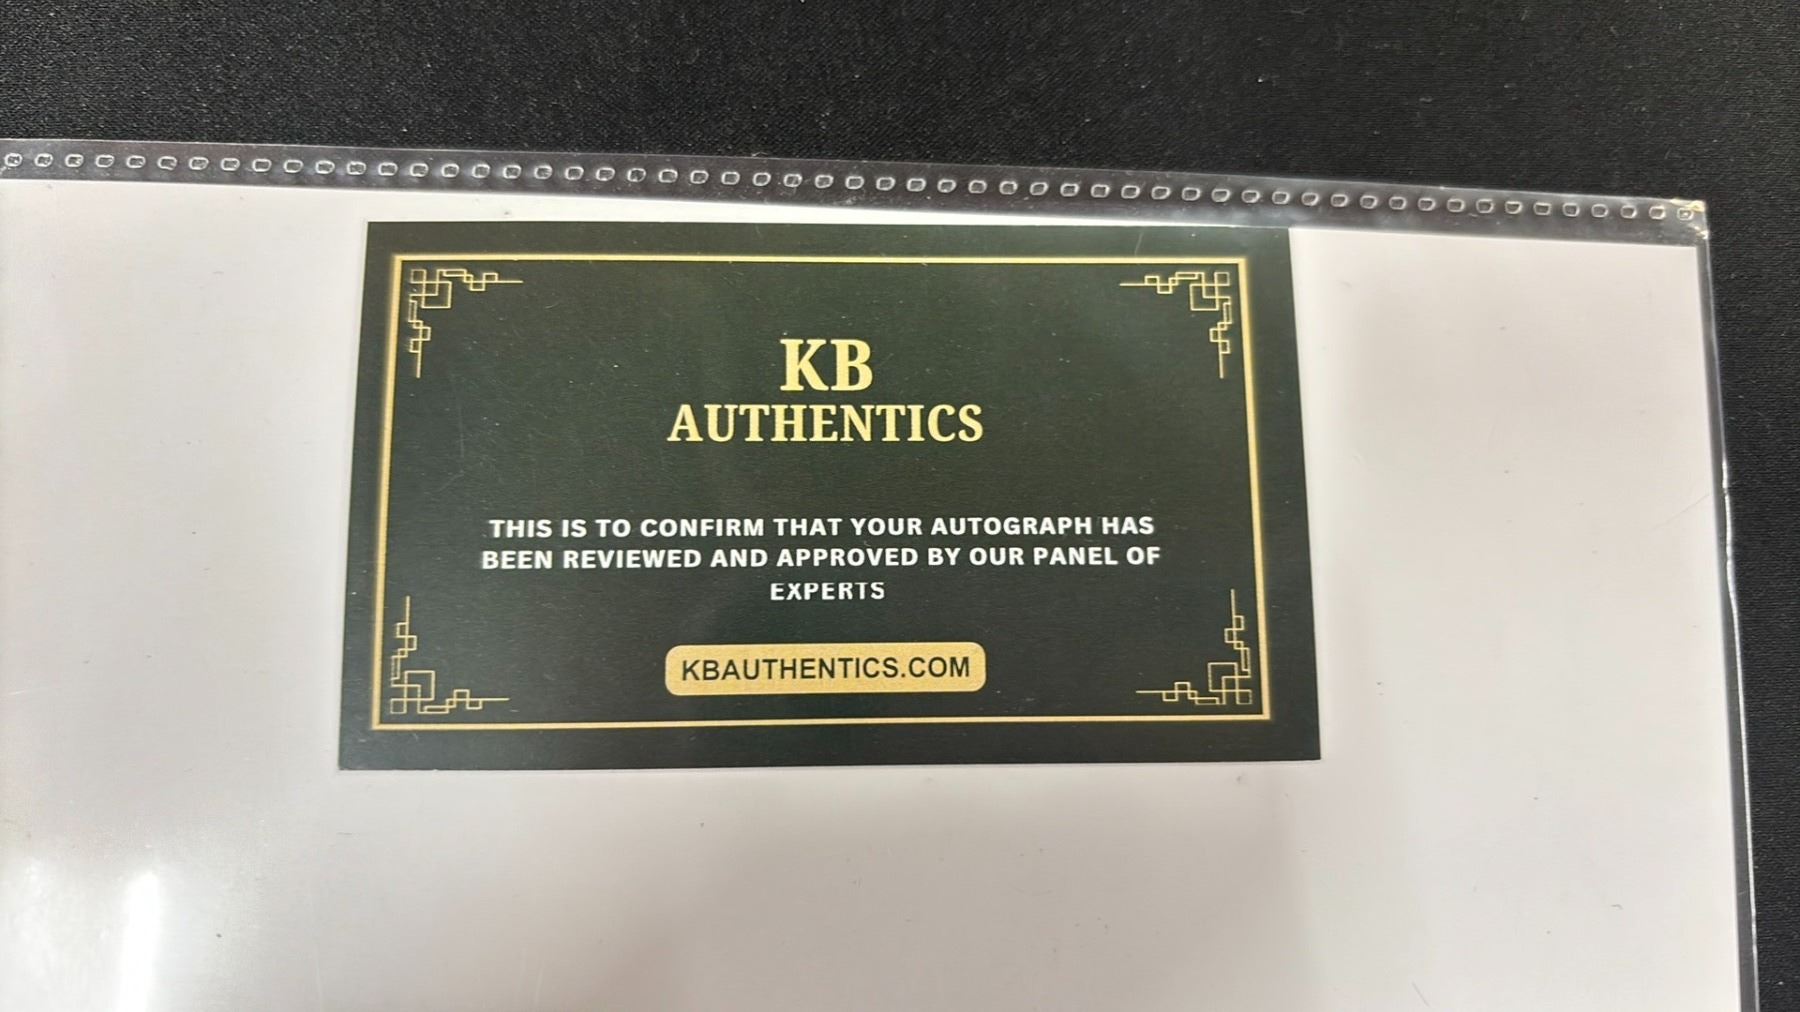 KB
AUTHENTICS
THIS IS TO CONFIRM THAT YOUR AUTOGRAPH HAS
BEEN REVIEWED AND APPROVED BY OUR PANEL OF
EXPERTS
KBAUTHENTICS.COM